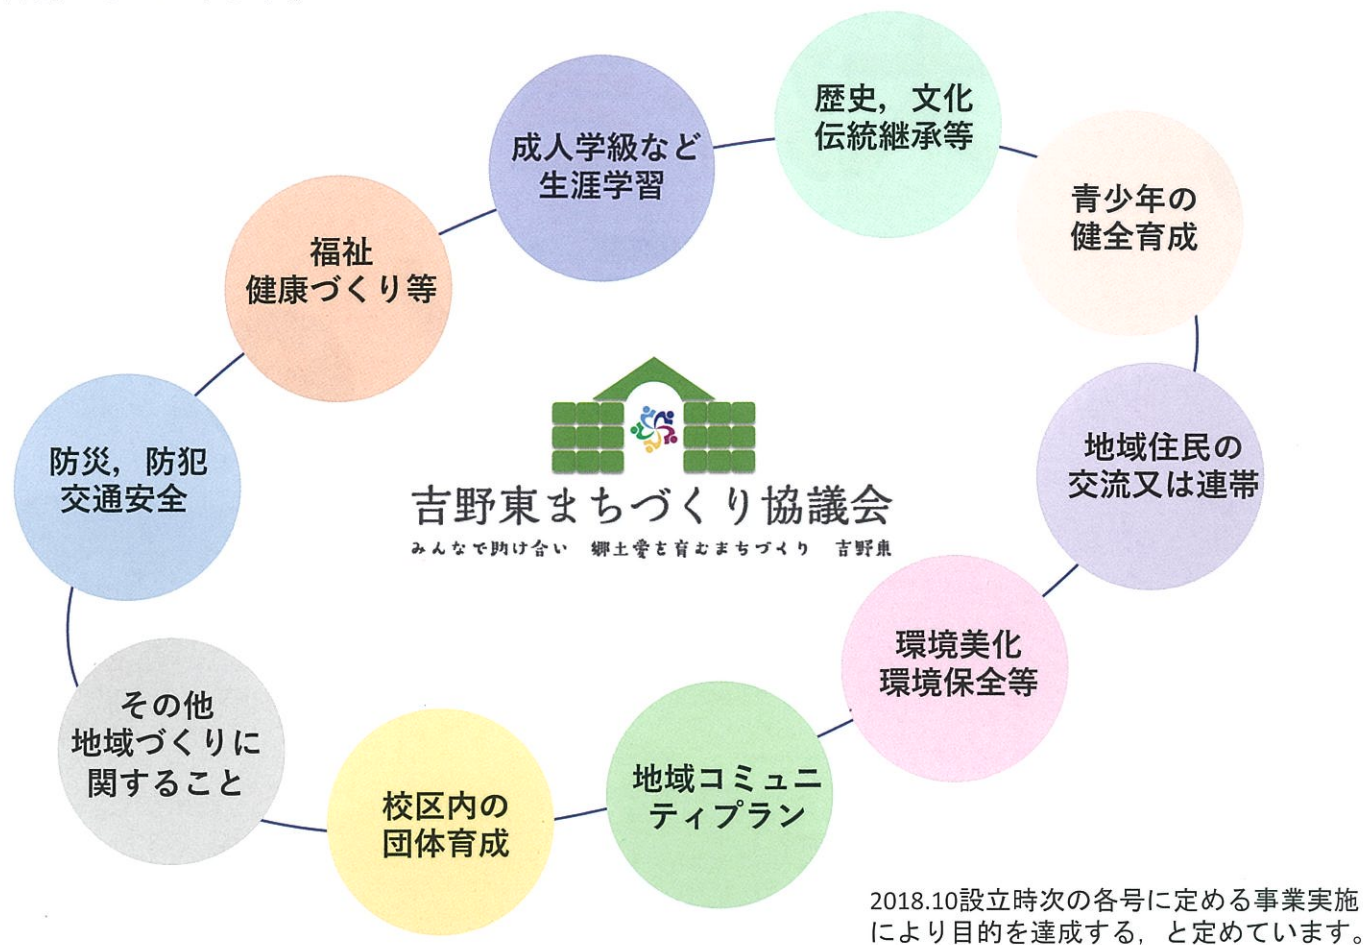 歴史，文化
伝統継承等
成人学級など
生涯学習
青少年の
健全育成
福祉
健康づくり等
地域住民の
交流又は連帯
防災，防犯
交通安全
吉野東まちづくり協議会
みんなで助け合い　郷土愛を育むまちづくり　吉野東
環境美化
環境保全等
その他
地域づくりに
関すること
地域コミュニ
ティプラン
校区内の
団体育成
2018.10設立時次の各号に定める事業実施
により目的を達成する，と定めています。